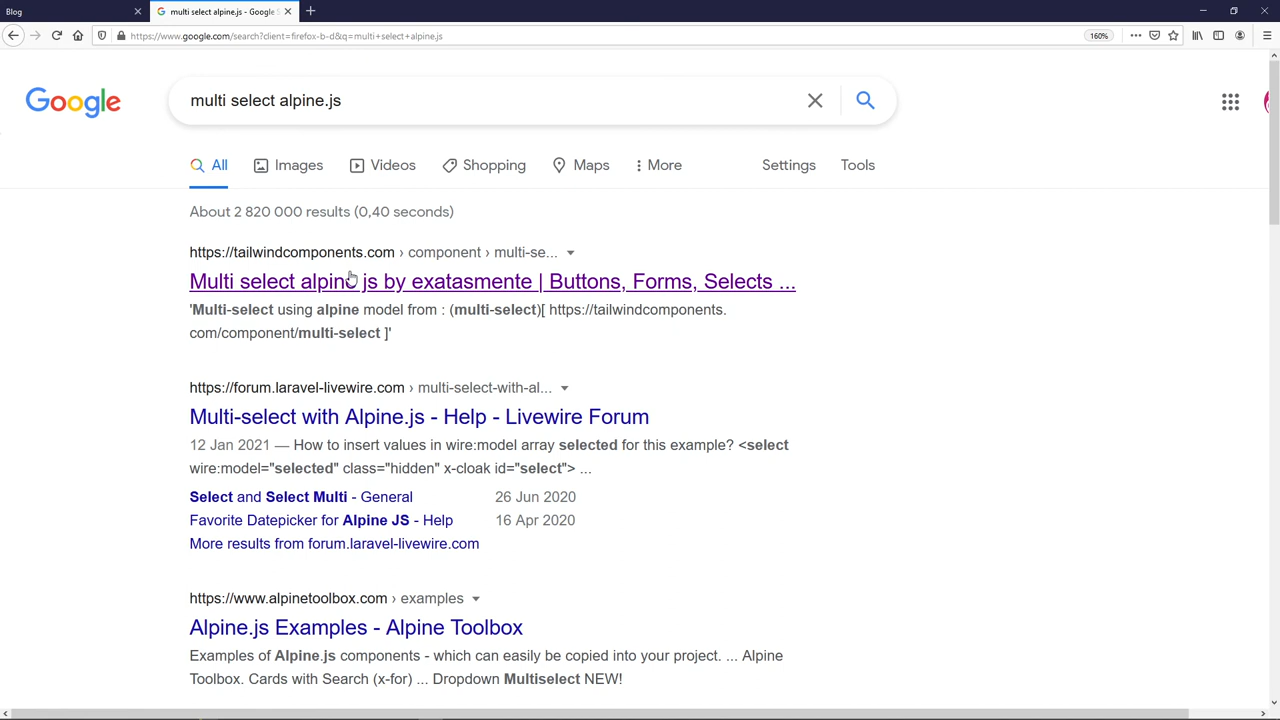 Blog
multi select alpine.js - Google S
https://www.google.com/search?client=firefox-b-d&q=multi+select+alpine.js
160%
Google
multi select alpine.js
All
Images
Videos
Shopping
Maps
More
Settings
Tools
About 2 820 000 results (0,40 seconds)
https://tailwindcomponents.com › component › multi-se...
Multi select alpine js by exatasmente | Buttons, Forms, Selects ...
'Multi-select using alpine model from : (multi-select)[ https://tailwindcomponents.
com/component/multi-select ]'
https://forum.laravel-livewire.com › multi-select-with-al...
Multi-select with Alpine.js - Help - Livewire Forum
12 Jan 2021 — How to insert values in wire:model array selected for this example? <select
wire:model="selected" class="hidden" x-cloak id="select"> ...
Select and Select Multi - General 26 Jun 2020
Favorite Datepicker for Alpine JS - Help 16 Apr 2020
More results from forum.laravel-livewire.com
https://www.alpinetoolbox.com › examples
Alpine.js Examples - Alpine Toolbox
Examples of Alpine.js components - which can easily be copied into your project. ... Alpine
Toolbox. Cards with Search (x-for) ... Dropdown Multiselect NEW!